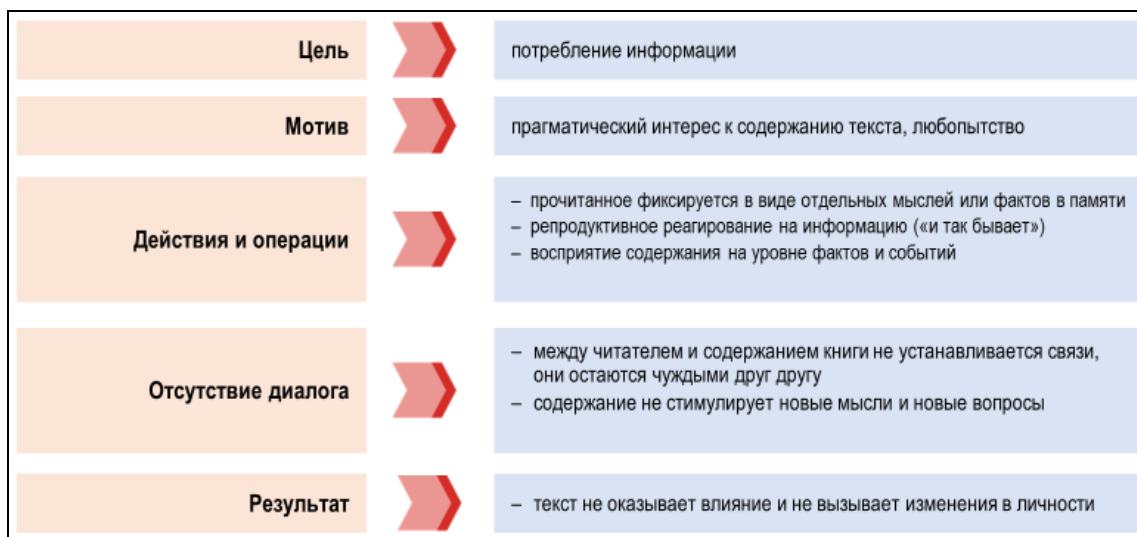 Цель
потребление информации
Мотив
прагматический интерес к содержанию текста, любопытство
Действия и операции
– прочитанное фиксируется в виде отдельных мыслей или фактов в памяти
– репродуктивное реагирование на информацию («и так бывает»)
– восприятие содержания на уровне фактов и событий
Отсутствие диалога
– между читателем и содержанием книги не устанавливается связи,
они остаются чуждыми друг другу
– содержание не стимулирует новые мысли и новые вопросы
Результат
– текст не оказывает влияние и не вызывает изменения в личности